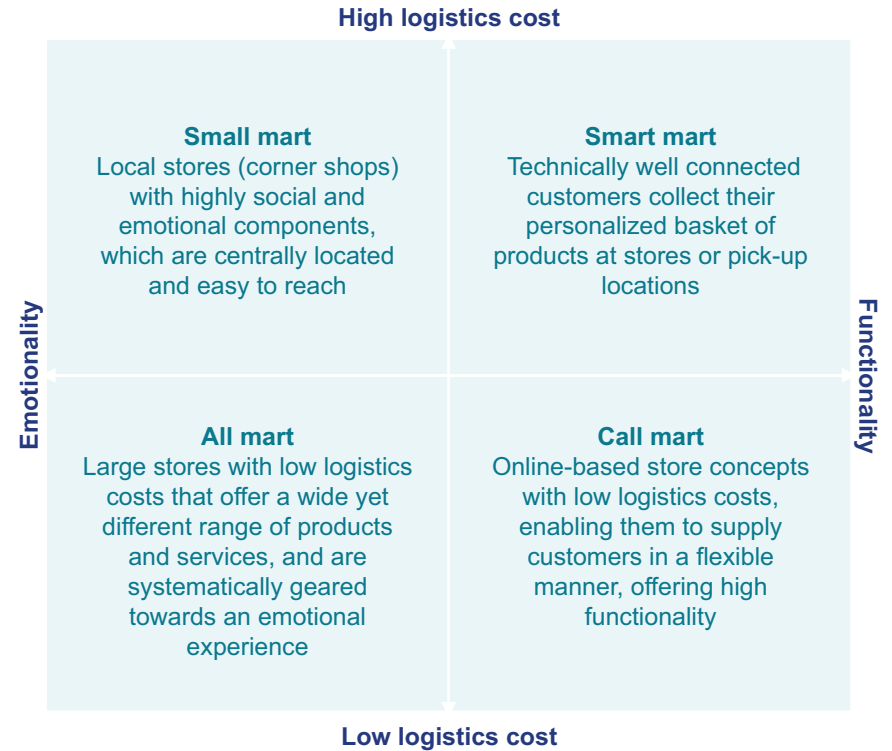 High logistics cost
Small mart
Local stores (corner shops)
with highly social and
emotional components,
which are centrally located
and easy to reach
Smart mart
Technically well connected
customers collect their
personalized basket of
products at stores or pick-up
locations
Emotionality
Functionality
All mart
Large stores with low logistics
costs that offer a wide yet
different range of products
and services, and are
systematically geared
towards an emotional
experience
Call mart
Online-based store concepts
with low logistics costs,
enabling them to supply
customers in a flexible
manner, offering high
functionality
Low logistics cost